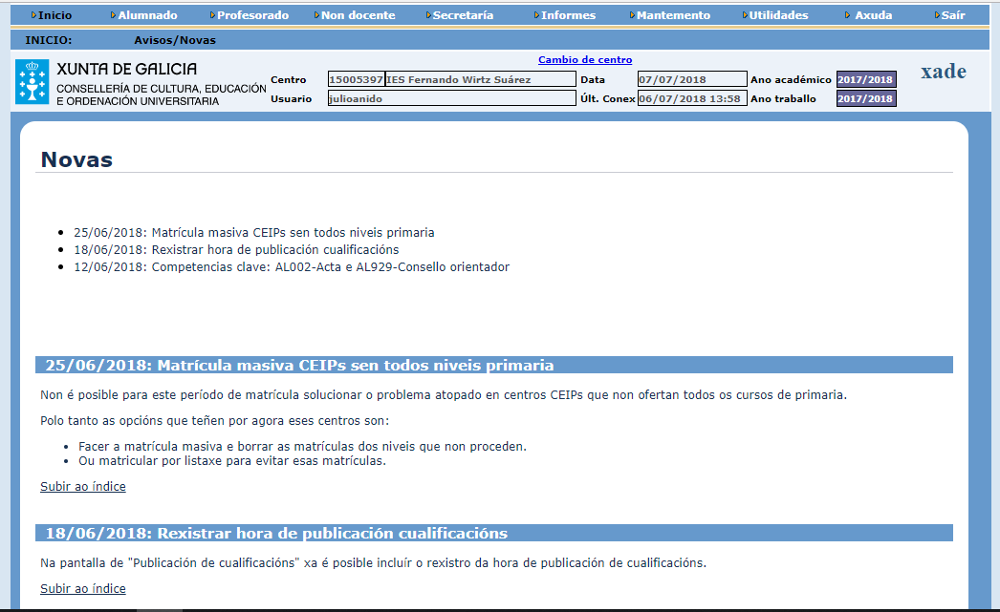 Inicio Alumnado Profesorado Non docente Secretaría Informes Mantemento Utilidades Axuda Saír
INICIO: Avisos/Novas
XUNTA DE GALICIA
CONSELLERÍA DE CULTURA, EDUCACIÓN
E ORDENACIÓN UNIVERSITARIA
Cambio de centro
Centro 15005397 IES Fernando Wirtz Suárez Data 07/07/2018 Ano académico 2017/2018
Usuario julioanido Últ. Conex 06/07/2018 13:58 Ano traballo 2017/2018
xade
Novas
25/06/2018: Matrícula masiva CEIPs sen todos niveis primaria
18/06/2018: Rexistrar hora de publicación cualificacións
12/06/2018: Competencias clave: AL002-Acta e AL929-Consello orientador
25/06/2018: Matrícula masiva CEIPs sen todos niveis primaria
Non é posible para este período de matrícula solucionar o problema atopado en centros CEIPs que non ofertan todos os cursos de primaria.
Polo tanto as opcións que teñen por agora eses centros son:
Facer a matrícula masiva e borrar as matrículas dos niveis que non proceden.
Ou matricular por listaxe para evitar esas matrículas.
Subir ao índice
18/06/2018: Rexistrar hora de publicación cualificacións
Na pantalla de "Publicación de cualificacións" xa é posible incluír o rexistro da hora de publicación de cualificacións.
Subir ao índice